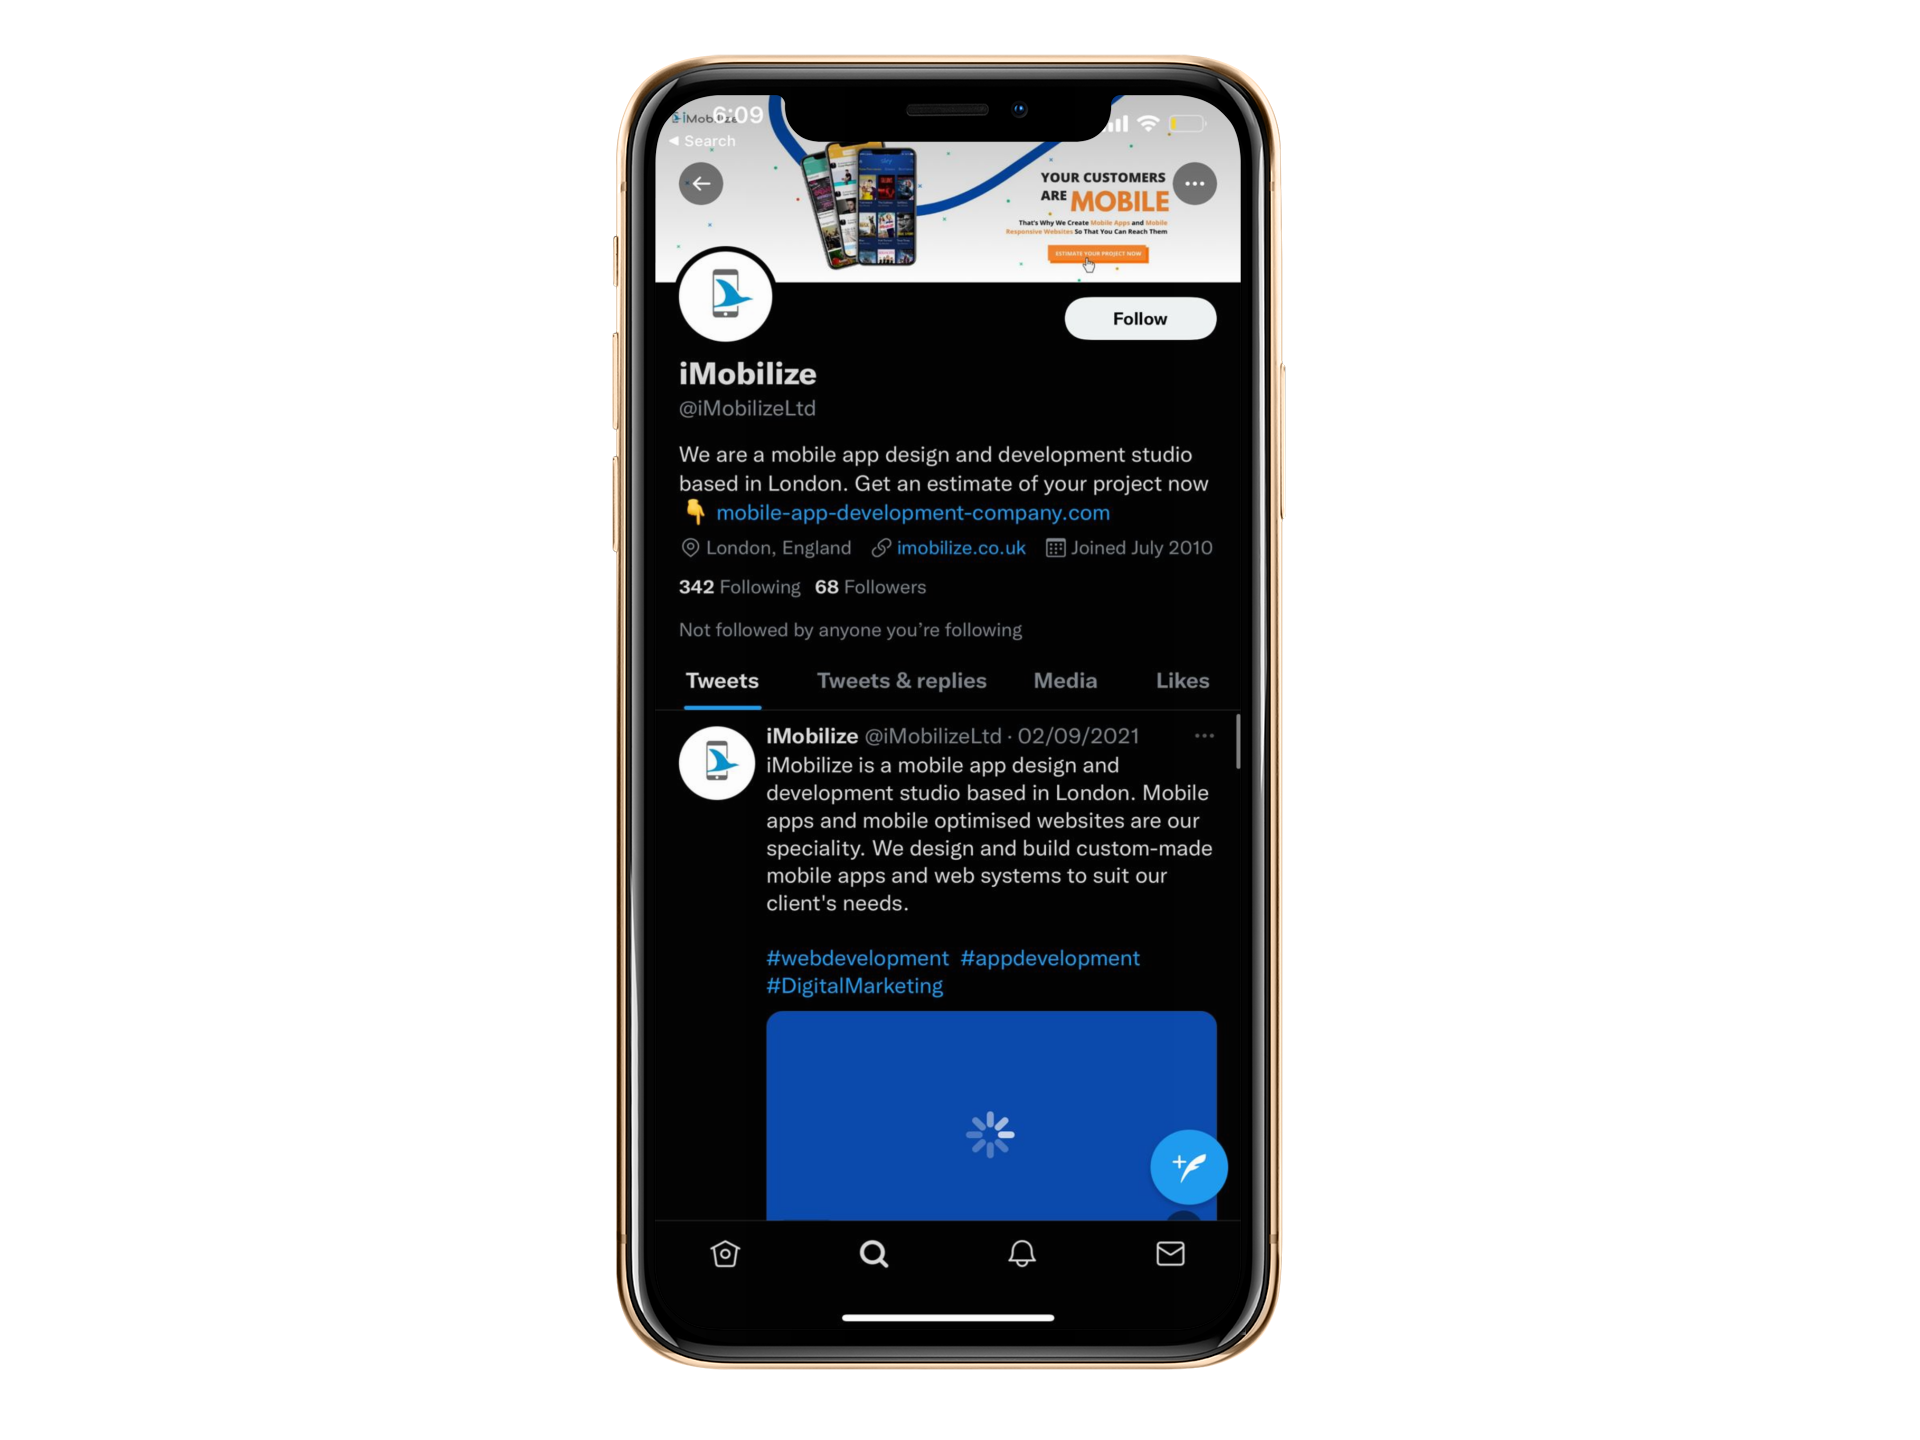 iMobilize
6:09
◀ Search
YOUR CUSTOMERS
ARE MOBILE
That's Why We Create Mobile Apps and Mobile
Responsive Websites So That You Can Reach Them
ESTIMATE YOUR PROJECT NOW
Follow
iMobilize
@iMobilizeLtd
We are a mobile app design and development studio
based in London. Get an estimate of your project now
👇 mobile-app-development-company.com
London, England imobilize.co.uk Joined July 2010
342 Following 68 Followers
Not followed by anyone you're following
Tweets Tweets & replies Media Likes
iMobilize @iMobilizeLtd · 02/09/2021
iMobilize is a mobile app design and
development studio based in London. Mobile
apps and mobile optimised websites are our
speciality. We design and build custom-made
mobile apps and web systems to suit our
client's needs.
#webdevelopment #appdevelopment
#DigitalMarketing